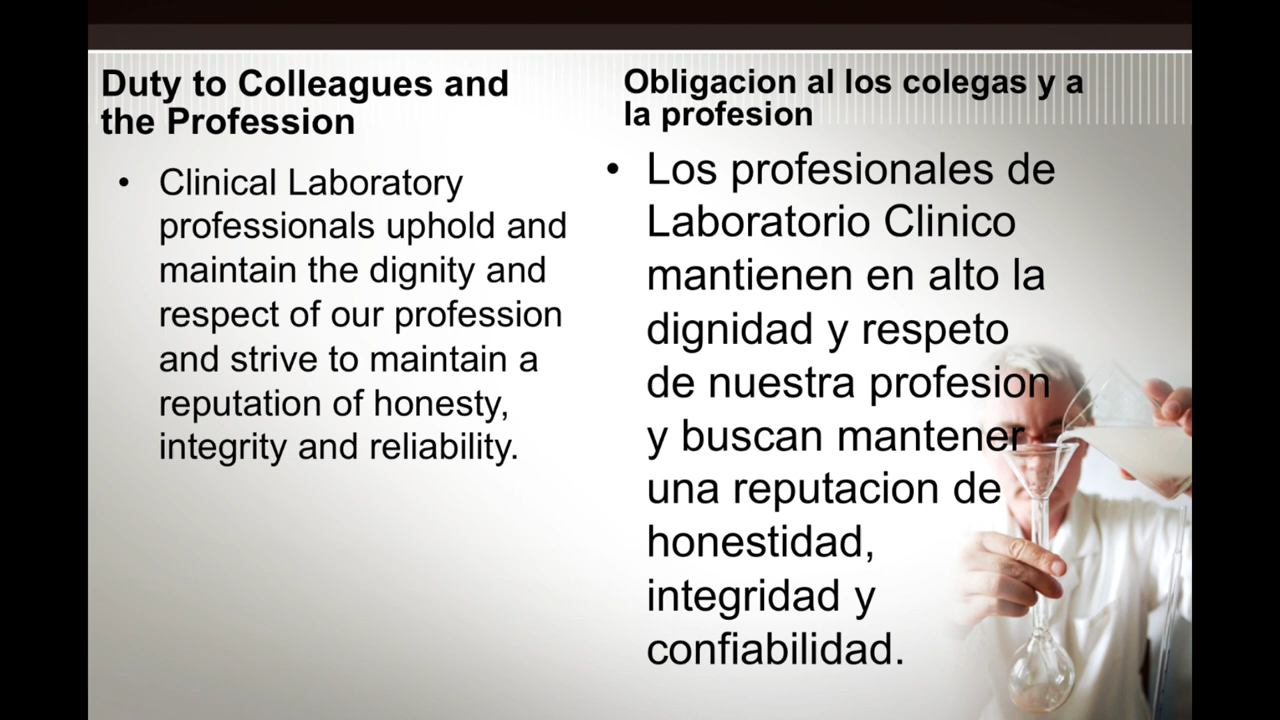 Duty to Colleagues and
the Profession
• Clinical Laboratory
professionals uphold and
maintain the dignity and
respect of our profession
and strive to maintain a
reputation of honesty,
integrity and reliability.
Obligacion al los colegas y a
la profesion
• Los profesionales de
Laboratorio Clinico
mantienen en alto la
dignidad y respeto
de nuestra profesion
y buscan mantener
una reputacion de
honestidad,
integridad y
confiabilidad.